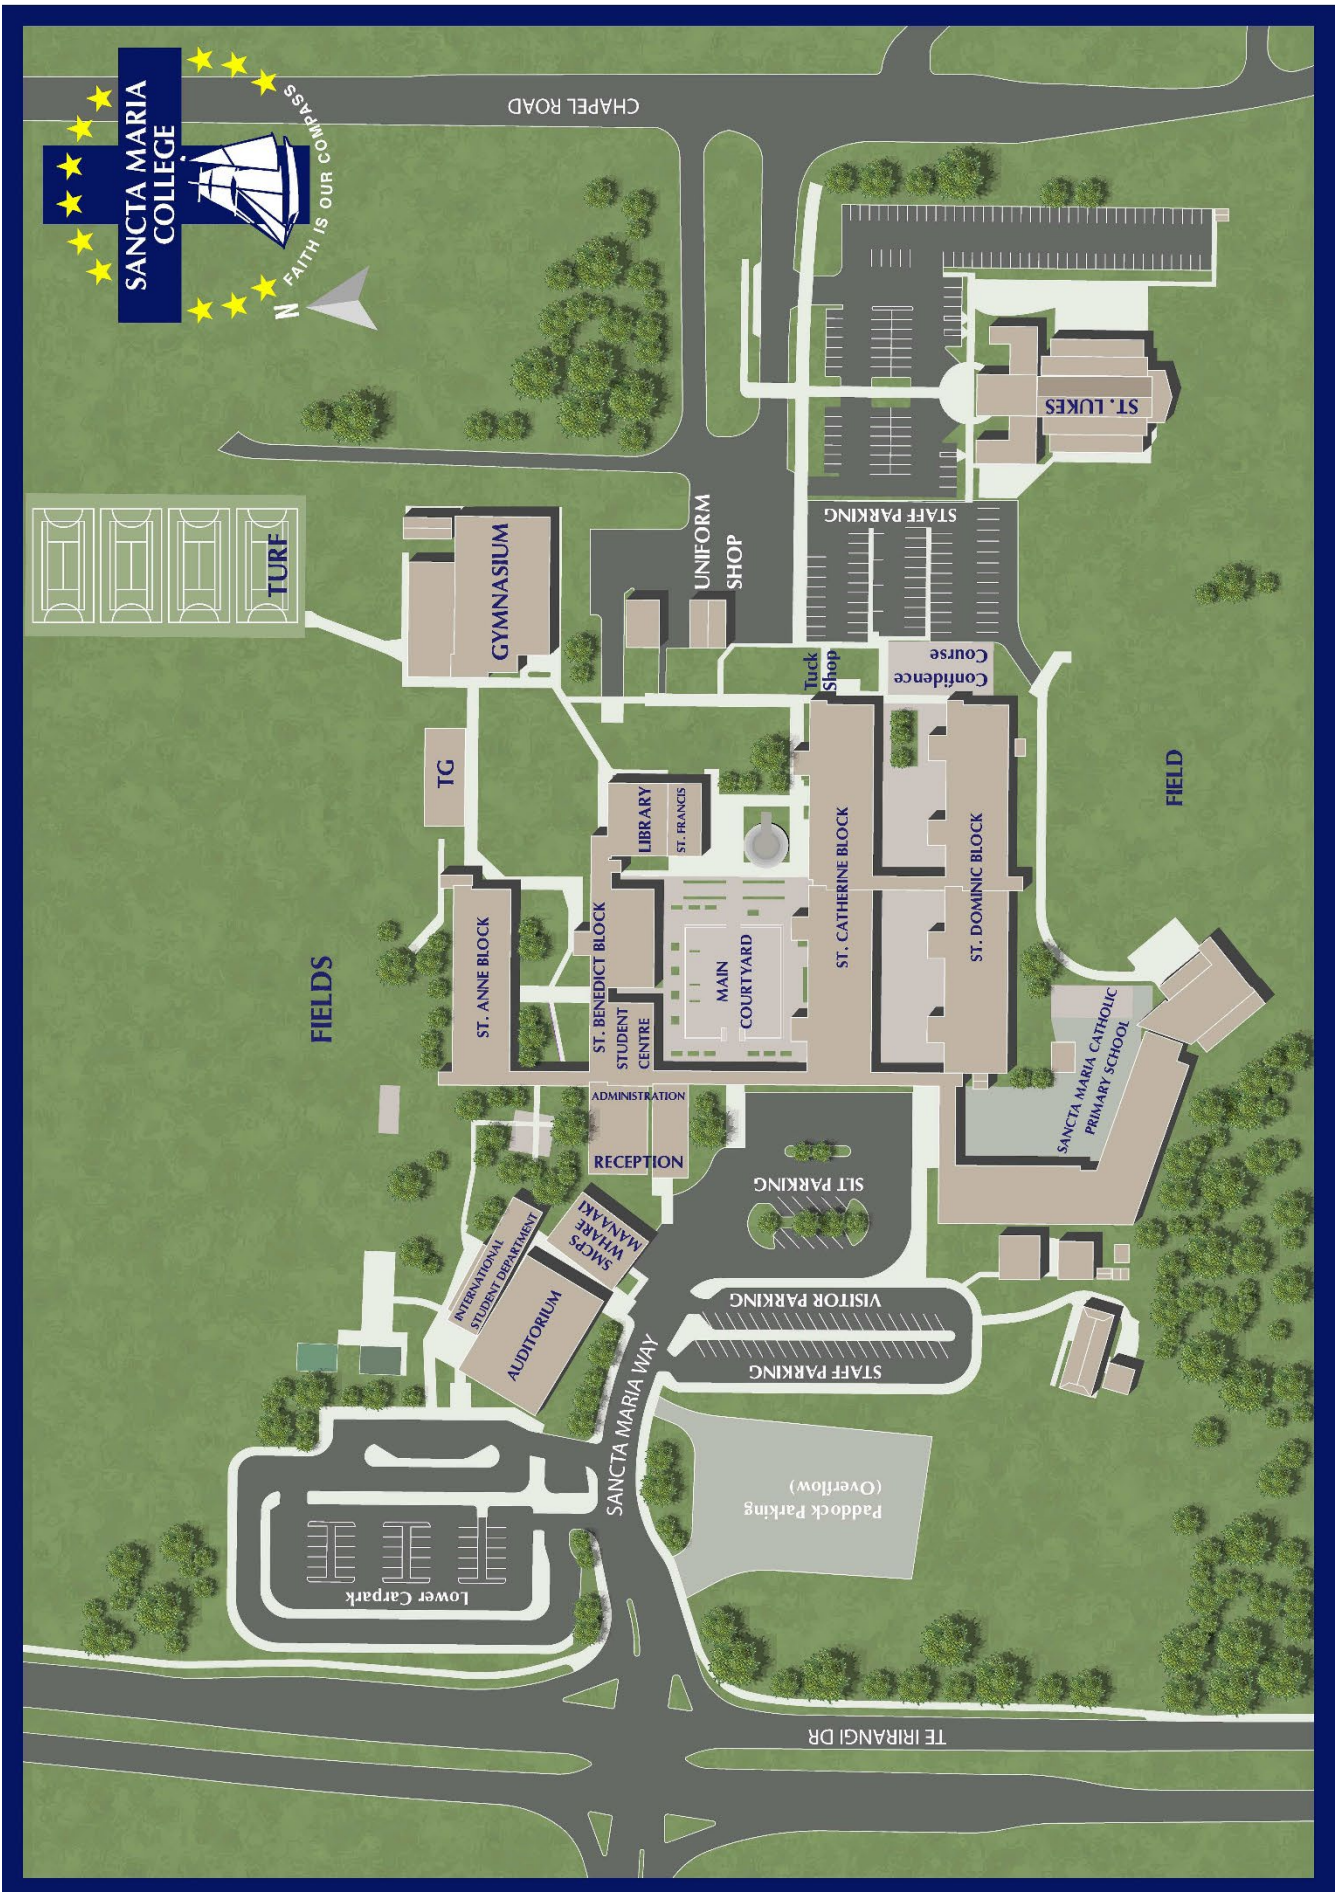 SANCTA MARIA
COLLEGE
FAITH IS OUR COMPASS
N
CHAPEL ROAD
ST. LUKES
STAFF PARKING
UNIFORM
SHOP
TURF
GYMNASIUM
Tuck
Shop
Confidence
Course
TG
LIBRARY
ST. FRANCIS
FIELD
ST. CATHERINE BLOCK
ST. DOMINIC BLOCK
ST. ANNE BLOCK
ST. BENEDICT BLOCK
STUDENT
CENTRE
MAIN
COURTYARD
FIELDS
SANCTA MARIA CATHOLIC
PRIMARY SCHOOL
ADMINISTRATION
RECEPTION
SLT PARKING
SMCPS
WHARE
MANAAKI
INTERNATIONAL
STUDENT DEPARTMENT
AUDITORIUM
VISITOR PARKING
STAFF PARKING
SANCTA MARIA WAY
Paddock Parking
(Overflow)
Lower Carpark
TE IRIRANGI DR